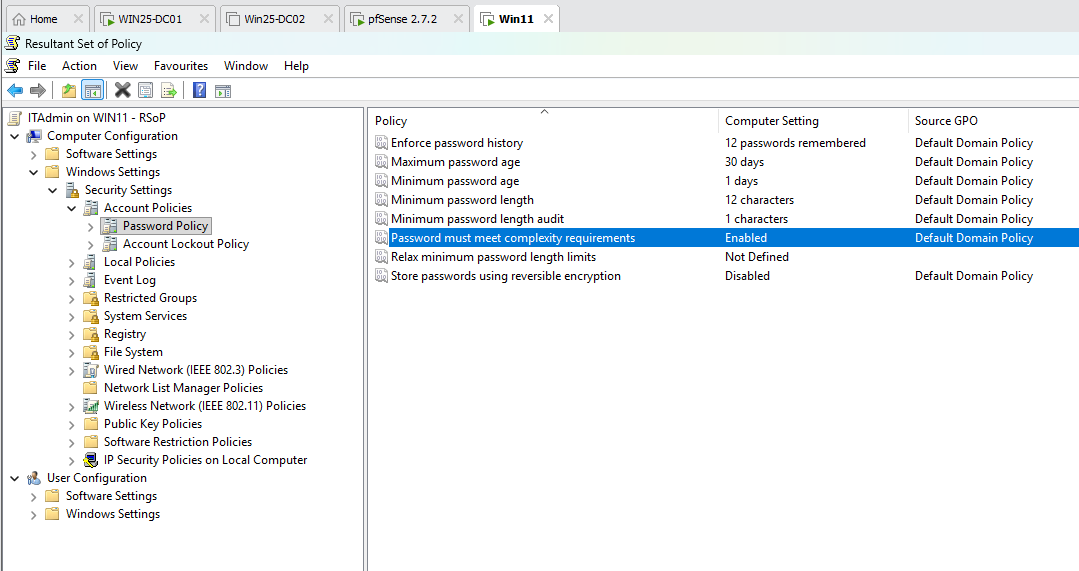 Home WIN25-DC01 Win25-DC02 pfSense 2.7.2 Win11
Resultant Set of Policy
File Action View Favourites Window Help
ITAdmin on WIN11 - RSoP
Computer Configuration
Software Settings
Windows Settings
Security Settings
Account Policies
Password Policy
Account Lockout Policy
Local Policies
Event Log
Restricted Groups
System Services
Registry
File System
Wired Network (IEEE 802.3) Policies
Network List Manager Policies
Wireless Network (IEEE 802.11) Policies
Public Key Policies
Software Restriction Policies
IP Security Policies on Local Computer
User Configuration
Software Settings
Windows Settings
Policy Computer Setting Source GPO
Enforce password history 12 passwords remembered Default Domain Policy
Maximum password age 30 days Default Domain Policy
Minimum password age 1 days Default Domain Policy
Minimum password length 12 characters Default Domain Policy
Minimum password length audit 1 characters Default Domain Policy
Password must meet complexity requirements Enabled Default Domain Policy
Relax minimum password length limits Not Defined
Store passwords using reversible encryption Disabled Default Domain Policy